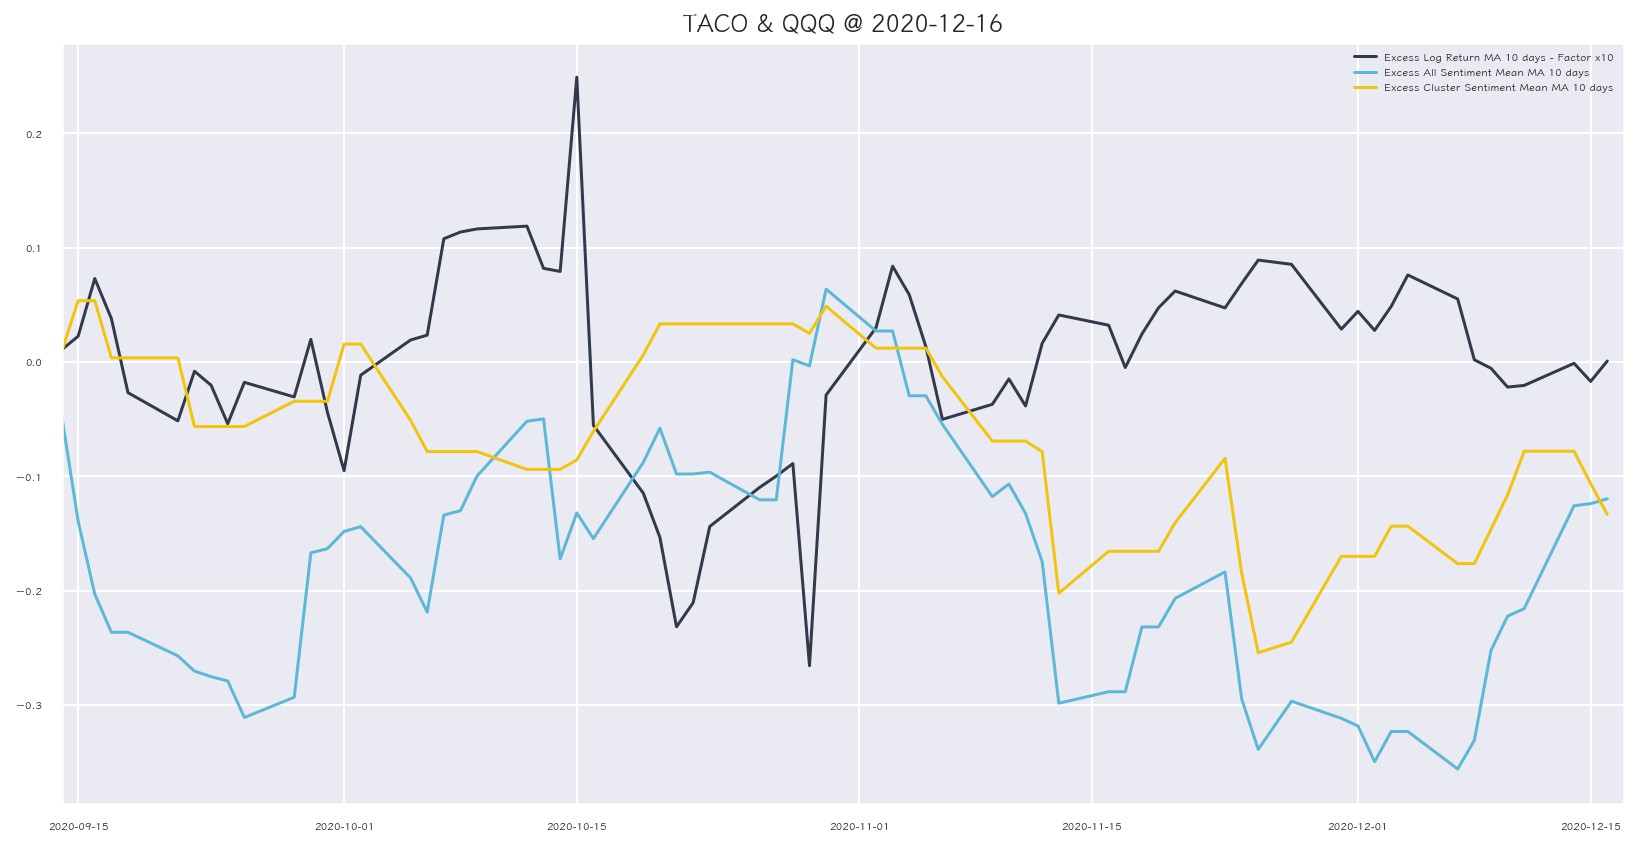 TACO & QQQ @ 2020-12-16
Excess Log Return MA 10 days - Factor x10
Excess All Sentiment Mean MA 10 days
Excess Cluster Sentiment Mean MA 10 days
0.2
0.1
0.0
−0.1
−0.2
−0.3
2020-09-15 2020-10-01 2020-10-15 2020-11-01 2020-11-15 2020-12-01 2020-12-15